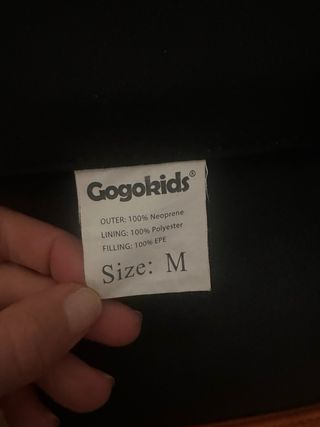 Gogokids®
OUTER: 100% Neoprene
LINING: 100% Polyester
FILLING: 100% EPE
Size: M